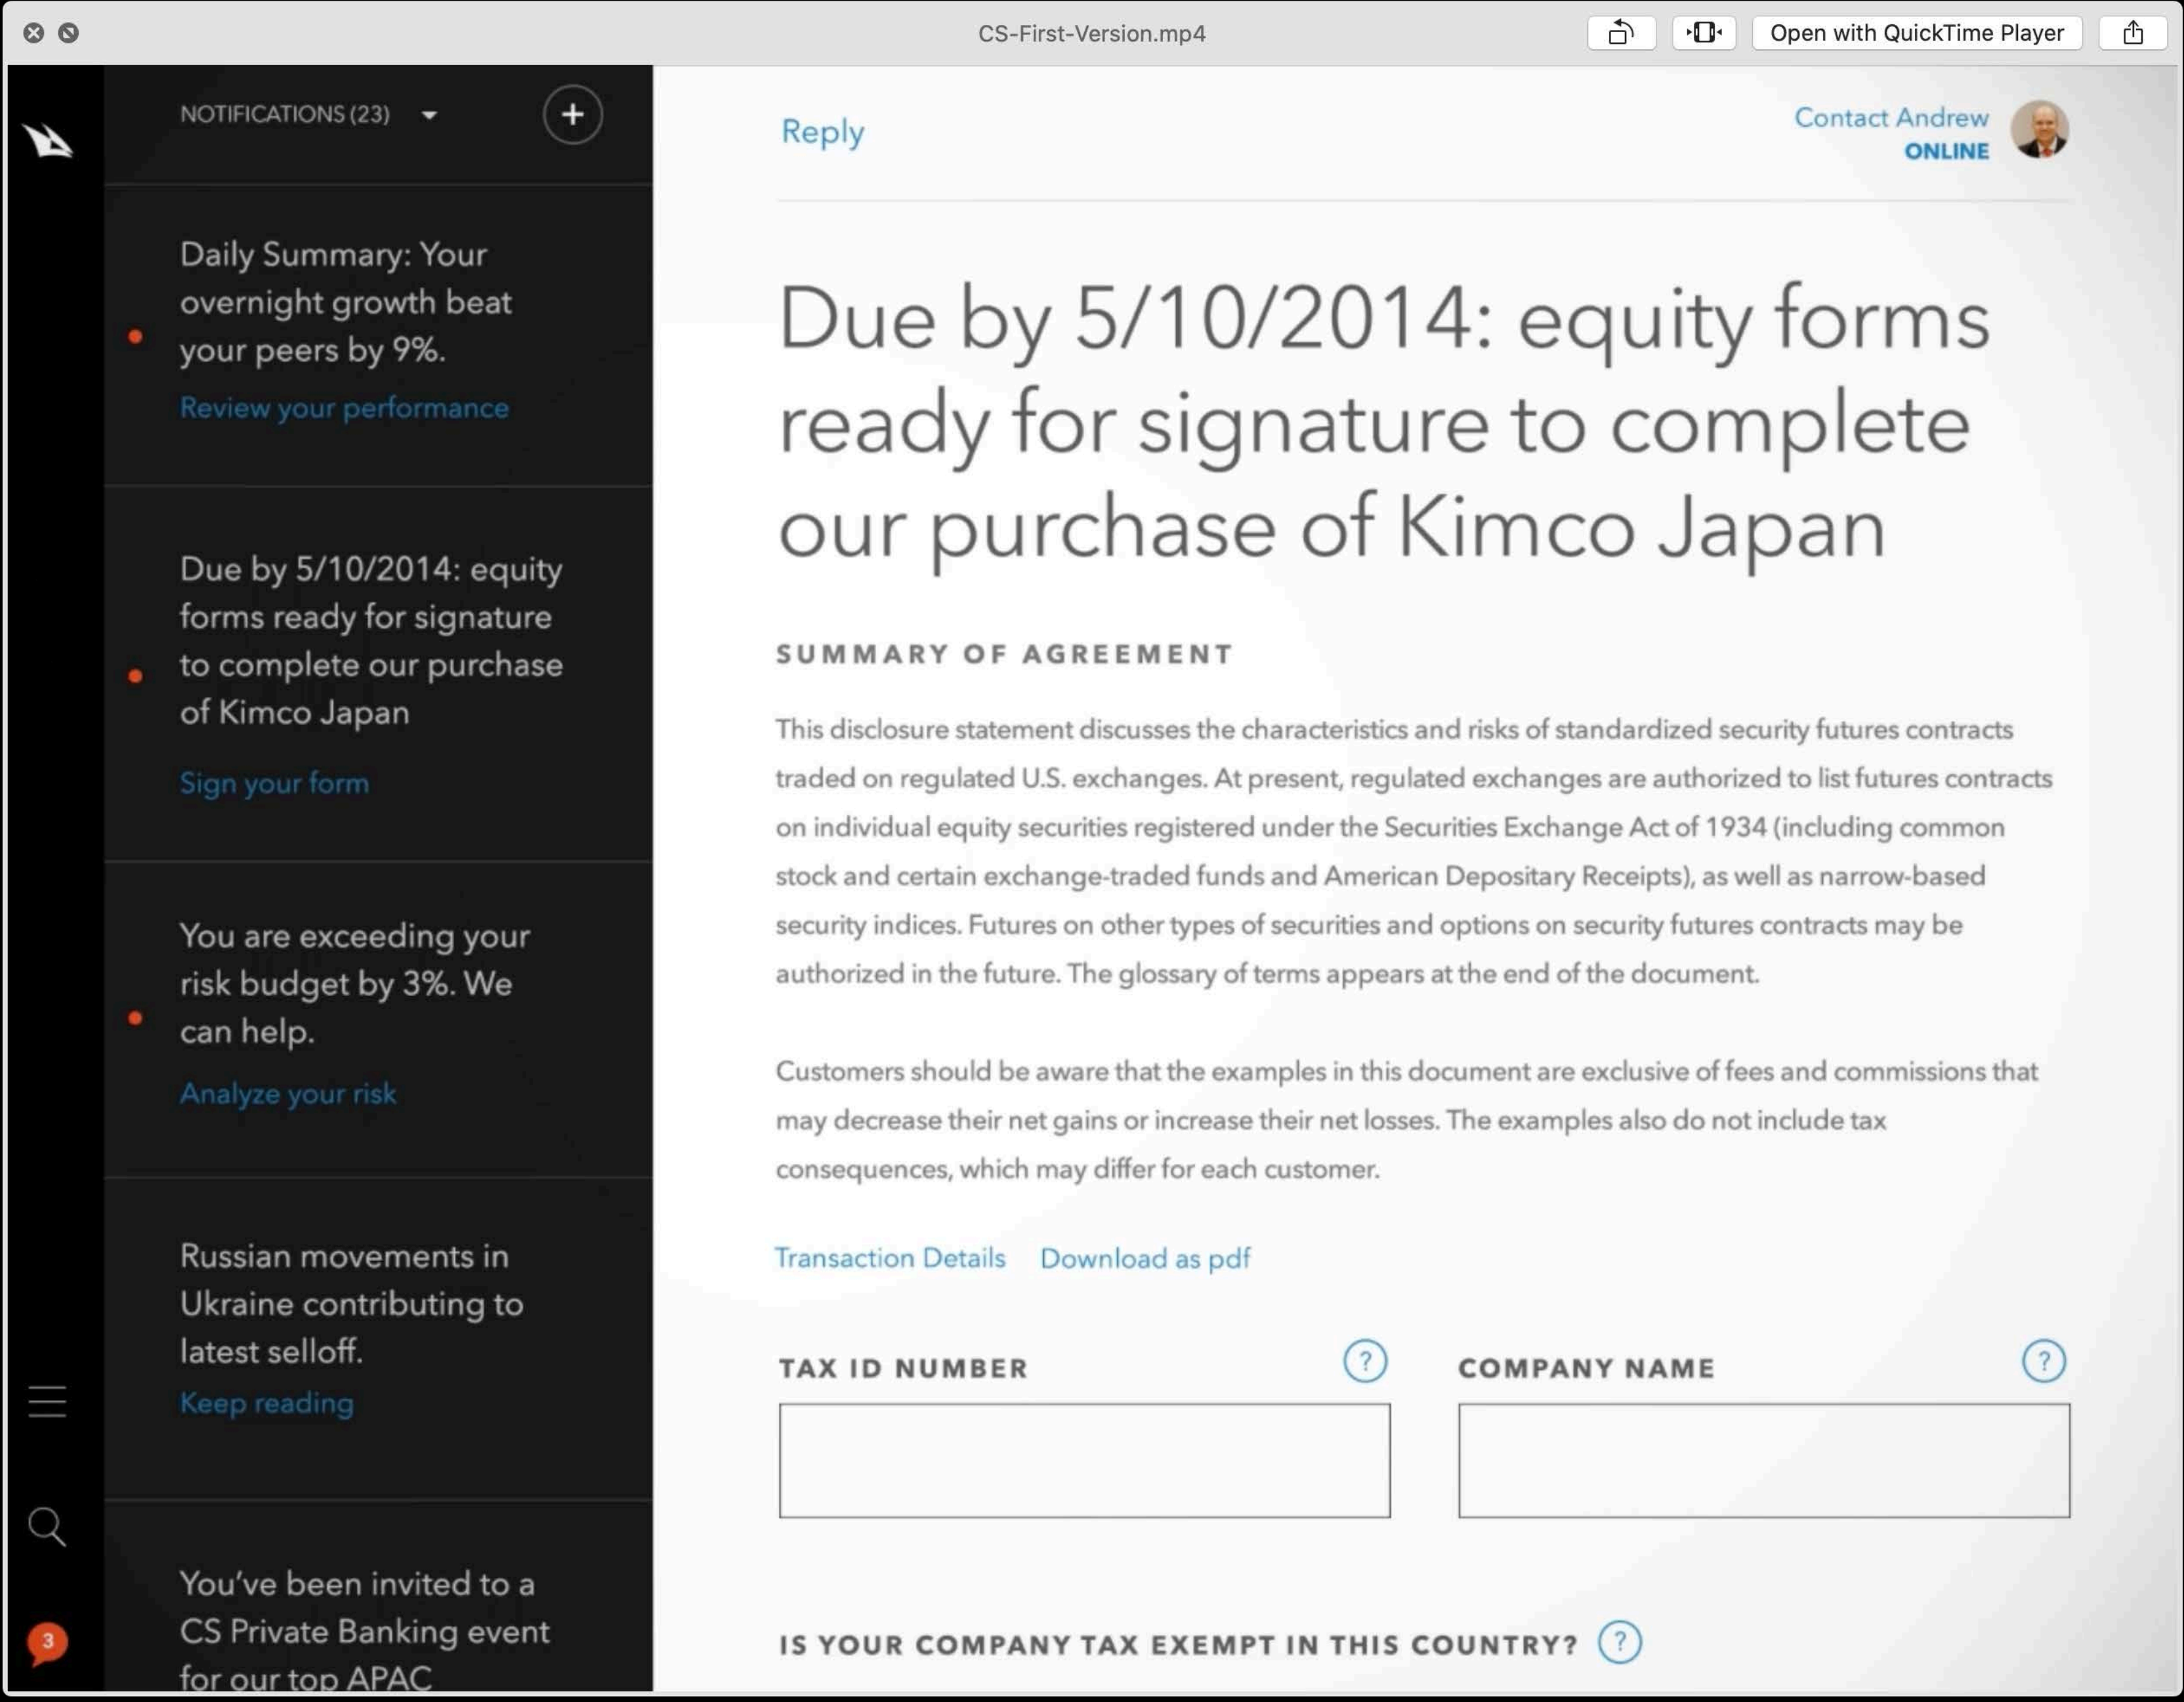 CS-First-Version.mp4
Open with QuickTime Player
NOTIFICATIONS (23)
+
Daily Summary: Your
overnight growth beat
your peers by 9%.
Review your performance
Due by 5/10/2014: equity
forms ready for signature
to complete our purchase
of Kimco Japan
Sign your form
You are exceeding your
risk budget by 3%. We
can help.
Analyze your risk
Russian movements in
Ukraine contributing to
latest selloff.
Keep reading
You've been invited to a
CS Private Banking event
for our top APAC
3
Reply
Contact Andrew
ONLINE
Due by 5/10/2014: equity forms
ready for signature to complete
our purchase of Kimco Japan
SUMMARY OF AGREEMENT
This disclosure statement discusses the characteristics and risks of standardized security futures contracts
traded on regulated U.S. exchanges. At present, regulated exchanges are authorized to list futures contracts
on individual equity securities registered under the Securities Exchange Act of 1934 (including common
stock and certain exchange-traded funds and American Depositary Receipts), as well as narrow-based
security indices. Futures on other types of securities and options on security futures contracts may be
authorized in the future. The glossary of terms appears at the end of the document.
Customers should be aware that the examples in this document are exclusive of fees and commissions that
may decrease their net gains or increase their net losses. The examples also do not include tax
consequences, which may differ for each customer.
Transaction Details Download as pdf
TAX ID NUMBER ? COMPANY NAME ?
IS YOUR COMPANY TAX EXEMPT IN THIS COUNTRY? ?